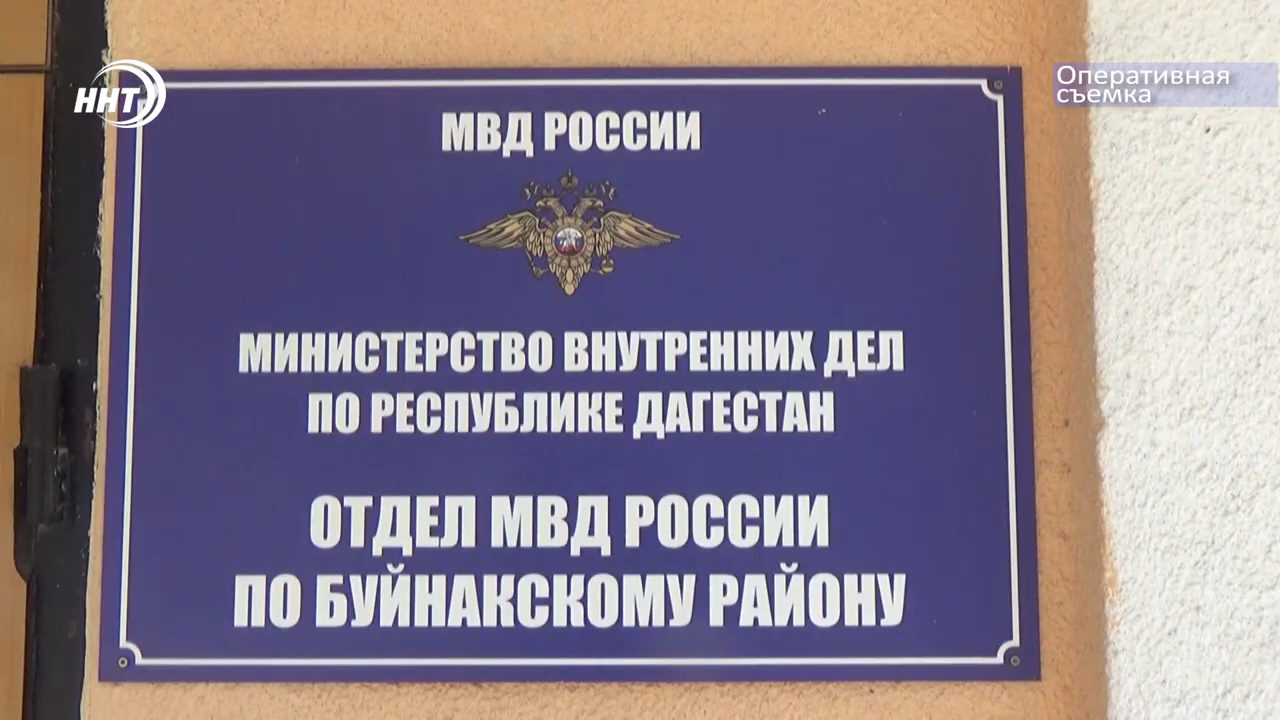 ННТ
Оперативная
съемка
МВД РОССИИ
МИНИСТЕРСТВО ВНУТРЕННИХ ДЕЛ
ПО РЕСПУБЛИКЕ ДАГЕСТАН
ОТДЕЛ МВД РОССИИ
ПО БУЙНАКСКОМУ РАЙОНУ